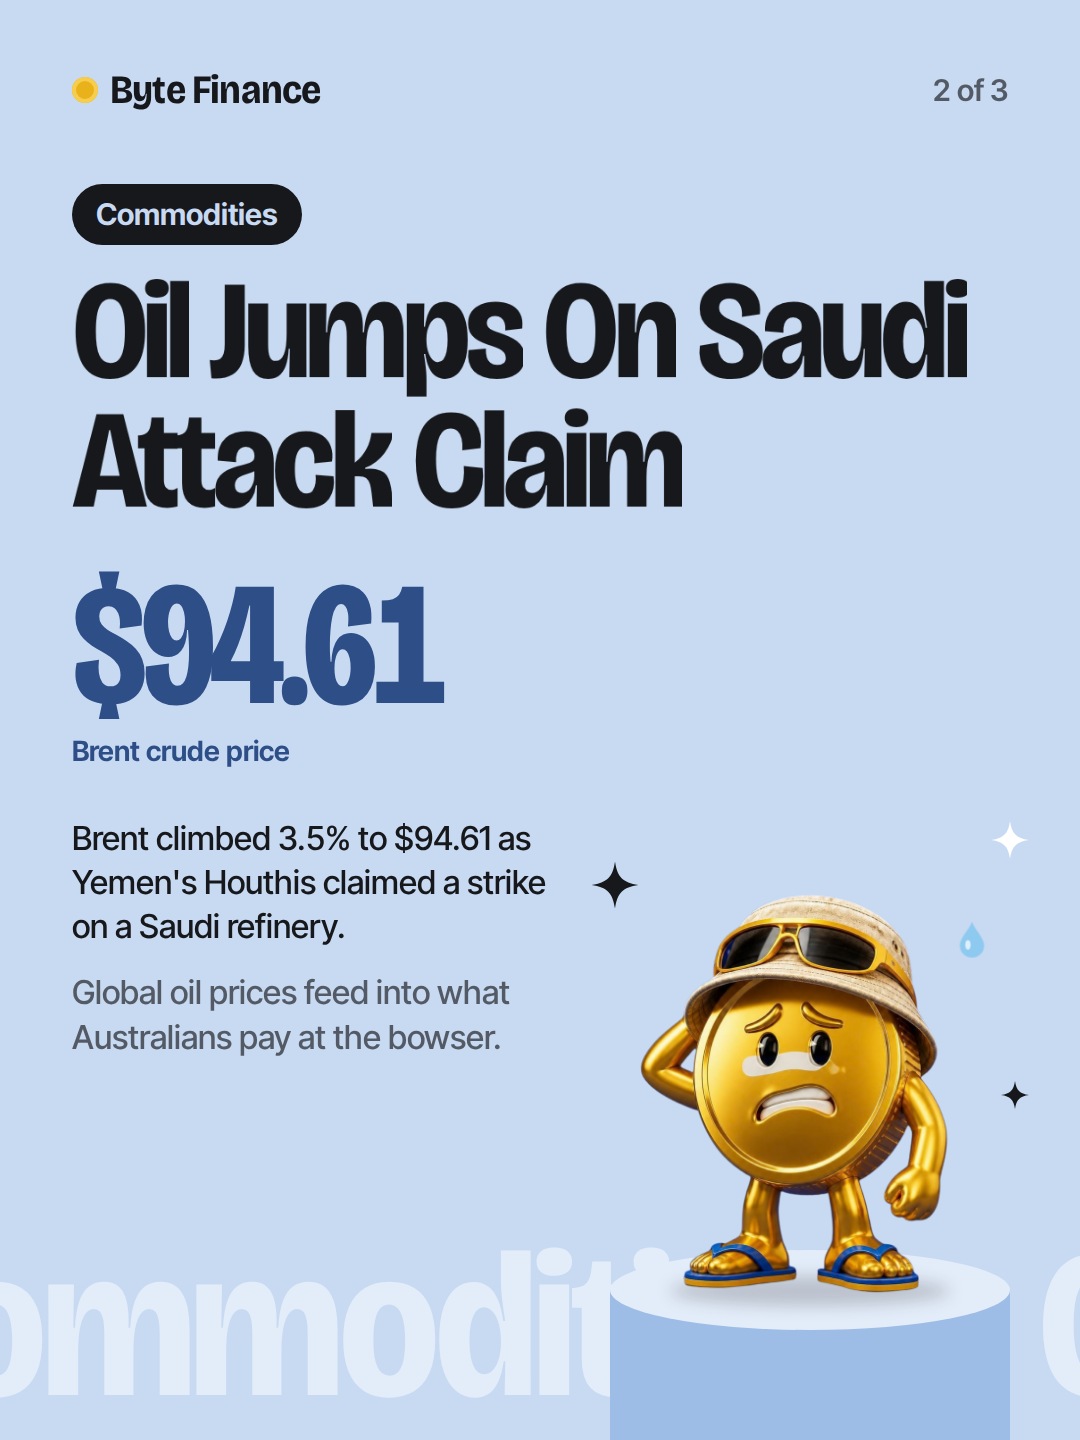 Byte Finance
2 of 3
Commodities
Oil Jumps On Saudi
Attack Claim
$94.61
Brent crude price
Brent climbed 3.5% to $94.61 as
Yemen's Houthis claimed a strike
on a Saudi refinery.
Global oil prices feed into what
Australians pay at the bowser.
ommoditi